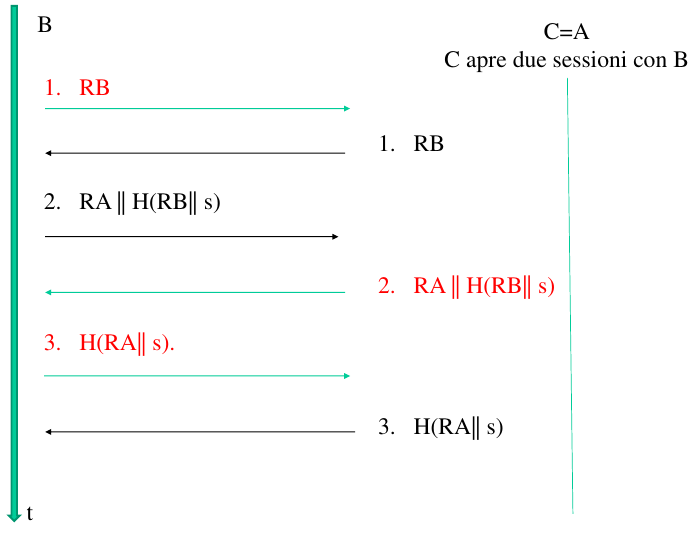 B
C=A
C apre due sessioni con B
1. RB
1. RB
2. RA || H(RB|| s)
2. RA || H(RB|| s)
3. H(RA|| s).
3. H(RA|| s)
t